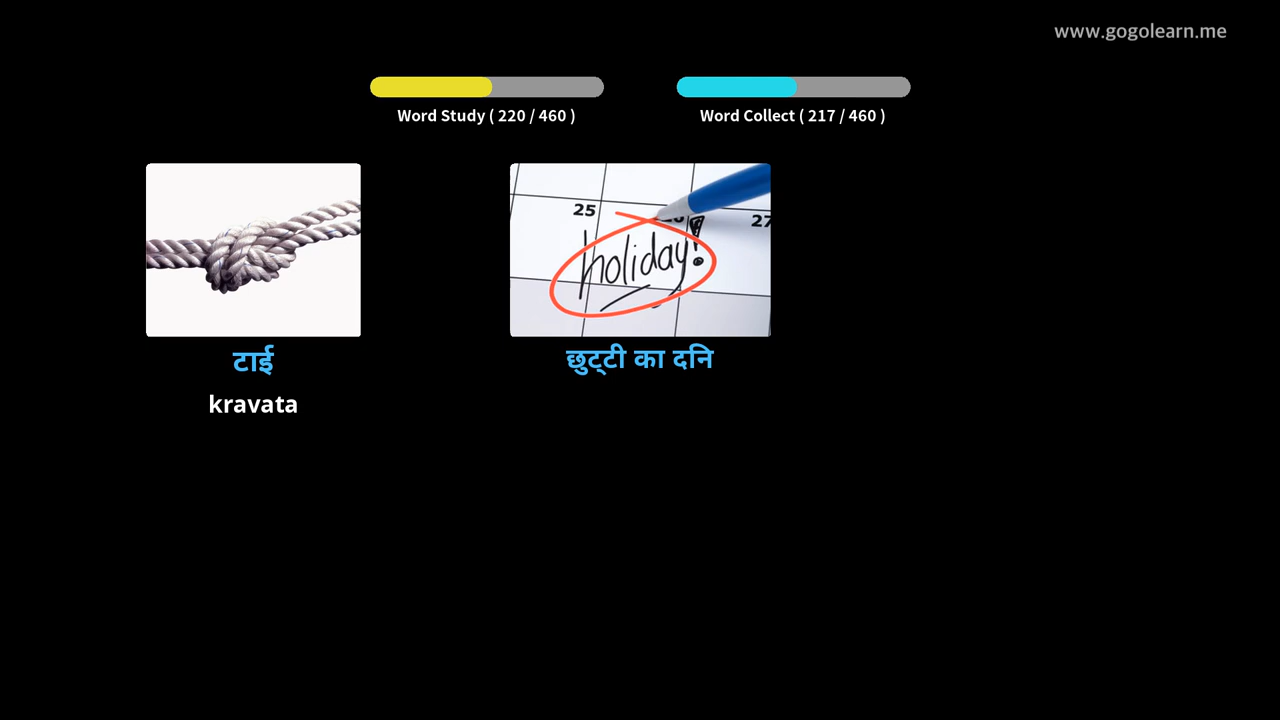 www.gogolearn.me
Word Study ( 220 / 460 )
Word Collect ( 217 / 460 )
25
27
holiday!
टाई
छुट्‌टी का दनि
kravata